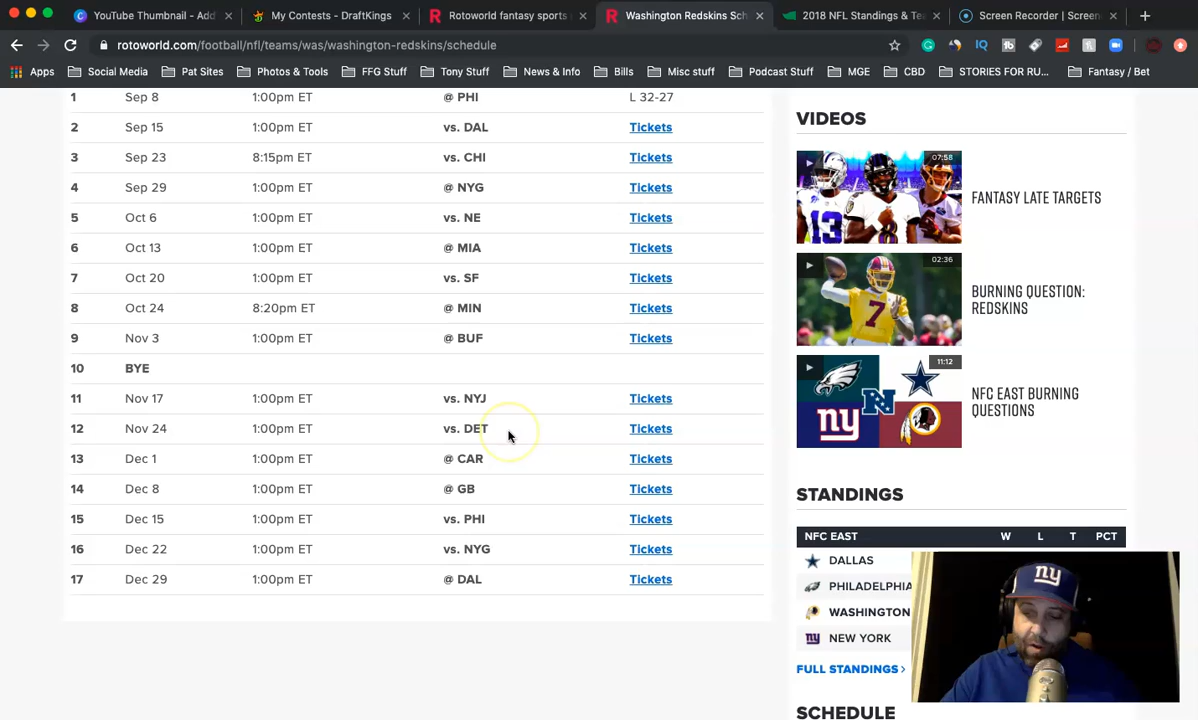 YouTube Thumbnail - Add
My Contests - DraftKings
Rotoworld fantasy sports
Washington Redskins Sch
2018 NFL Standings & Te
Screen Recorder | Screen
rotoworld.com/football/nfl/teams/was/washington-redskins/schedule
Apps Social Media Pat Sites Photos & Tools FFG Stuff Tony Stuff News & Info Bills Misc stuff Podcast Stuff MGE CBD STORIES FOR RU... Fantasy / Bet
1 Sep 8 1:00pm ET @ PHI L 32-27
2 Sep 15 1:00pm ET vs. DAL Tickets
3 Sep 23 8:15pm ET vs. CHI Tickets
4 Sep 29 1:00pm ET @ NYG Tickets
5 Oct 6 1:00pm ET vs. NE Tickets
6 Oct 13 1:00pm ET @ MIA Tickets
7 Oct 20 1:00pm ET vs. SF Tickets
8 Oct 24 8:20pm ET @ MIN Tickets
9 Nov 3 1:00pm ET @ BUF Tickets
10 BYE
11 Nov 17 1:00pm ET vs. NYJ Tickets
12 Nov 24 1:00pm ET vs. DET Tickets
13 Dec 1 1:00pm ET @ CAR Tickets
14 Dec 8 1:00pm ET @ GB Tickets
15 Dec 15 1:00pm ET vs. PHI Tickets
16 Dec 22 1:00pm ET vs. NYG Tickets
17 Dec 29 1:00pm ET @ DAL Tickets
VIDEOS
07:58
13
8
FANTASY LATE TARGETS
02:36
7
BURNING QUESTION:
REDSKINS
11:12
N
ny
NFC EAST BURNING
QUESTIONS
STANDINGS
NFC EAST W L T PCT
DALLAS
PHILADELPHIA
WASHINGTON
NEW YORK
FULL STANDINGS
SCHEDULE
ny